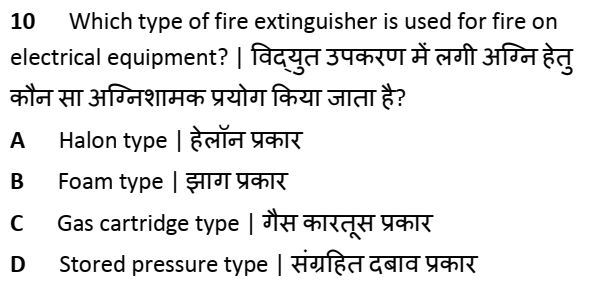 10 Which type of fire extinguisher is used for fire on
electrical equipment? | विद्युत उपकरण में लगी अग्नि हेतु
कौन सा अग्निशामक प्रयोग किया जाता है?
A Halon type | हेलॉन प्रकार
B Foam type | झाग प्रकार
C Gas cartridge type | गैस कारतूस प्रकार
D Stored pressure type | संग्रहित दबाव प्रकार